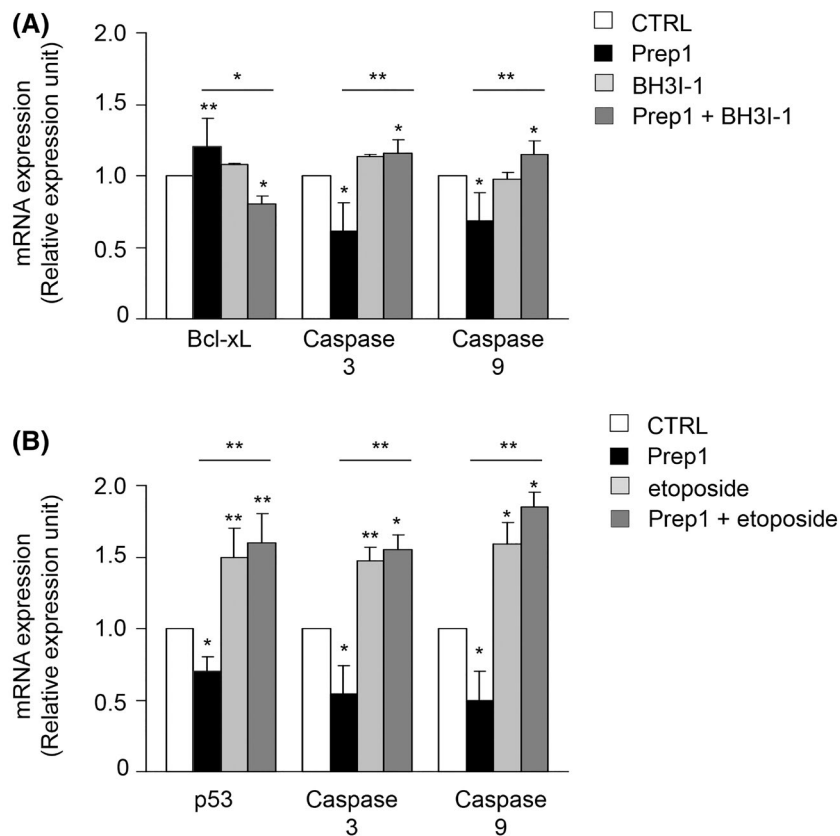 (A)
mRNA expression
(Relative expression unit)
2.0
1.5
1.0
0.5
0
* ** **
** * * * * *
Bcl-xL Caspase 3 Caspase 9
CTRL
Prep1
BH3I-1
Prep1 + BH3I-1
(B)
mRNA expression
(Relative expression unit)
2.0
1.5
1.0
0.5
0
** ** **
* ** ** * ** * * * *
p53 Caspase 3 Caspase 9
CTRL
Prep1
etoposide
Prep1 + etoposide